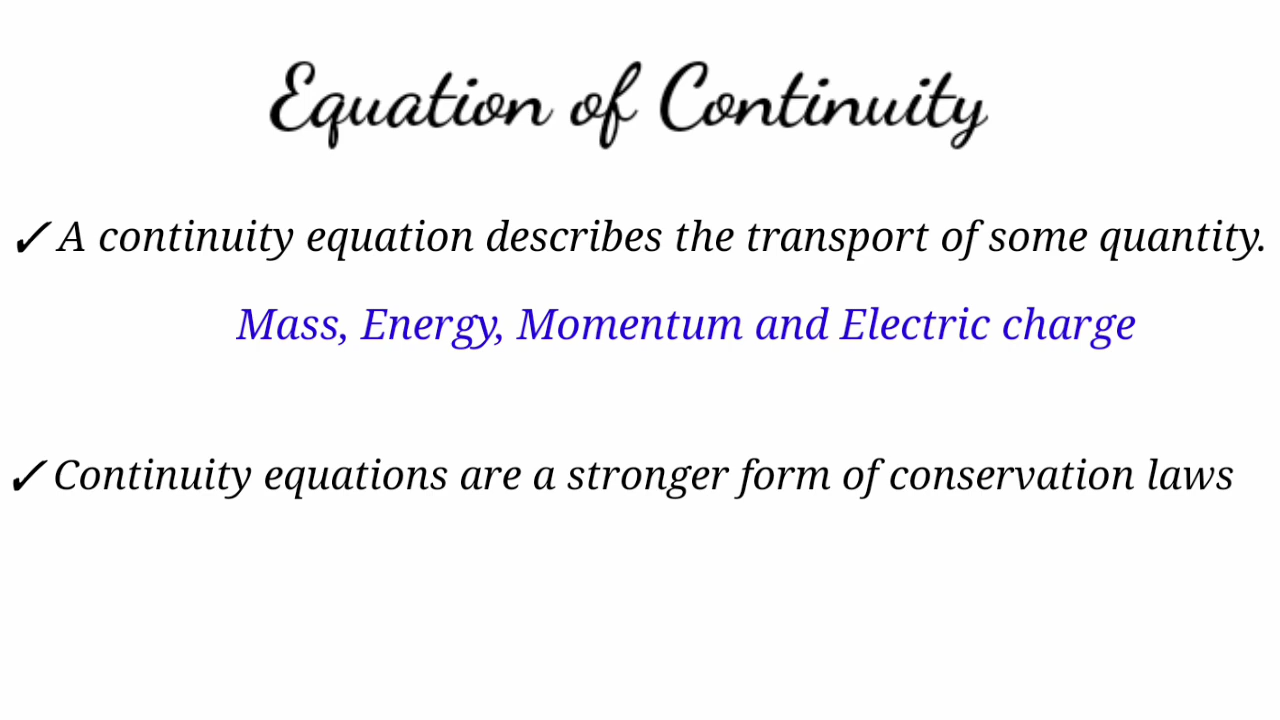 Equation of Continuity
✓ A continuity equation describes the transport of some quantity.
Mass, Energy, Momentum and Electric charge
✓ Continuity equations are a stronger form of conservation laws